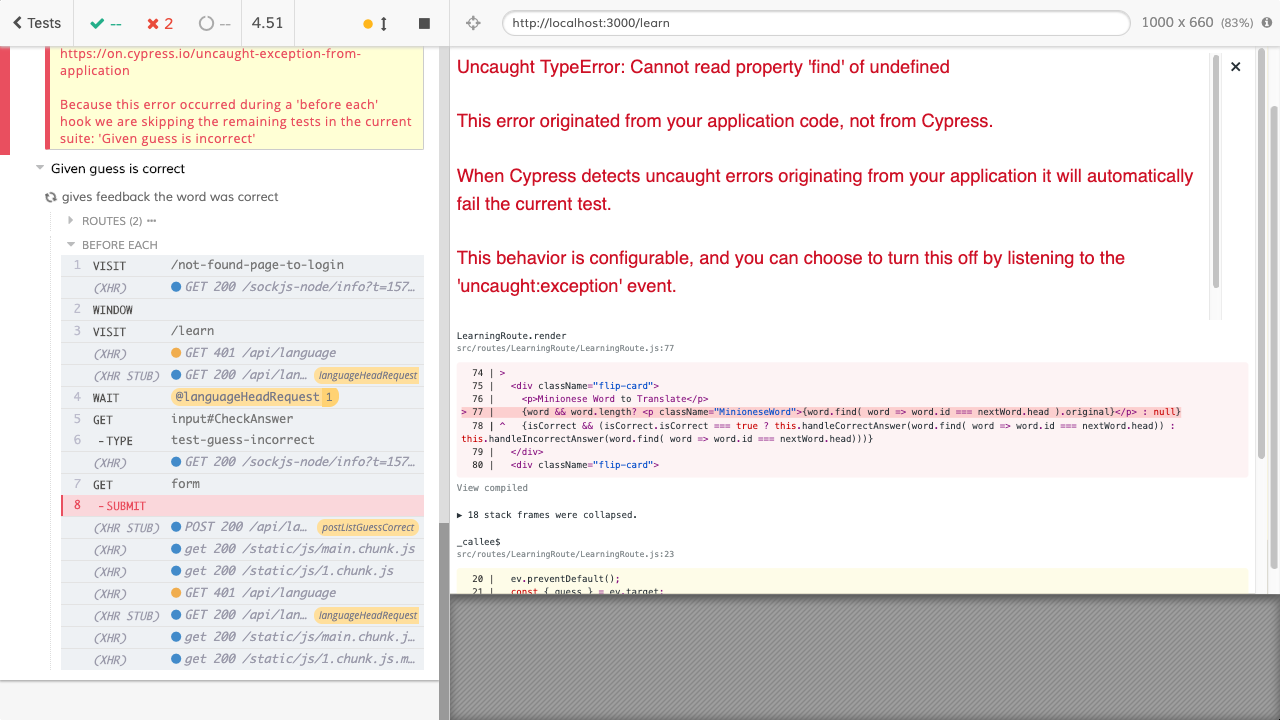 Tests -- 2 -- 4.51
http://localhost:3000/learn
1000 x 660 (83%)
https://on.cypress.io/uncaught-exception-from-
application
Because this error occurred during a 'before each'
hook we are skipping the remaining tests in the current
suite: 'Given guess is incorrect'
Given guess is correct
gives feedback the word was correct
ROUTES (2) •••
BEFORE EACH
1 VISIT /not-found-page-to-login
(XHR) GET 200 /sockjs-node/info?t=157...
2 WINDOW
3 VISIT /learn
(XHR) GET 401 /api/language
(XHR STUB) GET 200 /api/lan... languageHeadRequest
4 WAIT @languageHeadRequest 1
5 GET input#CheckAnswer
6 -TYPE test-guess-incorrect
(XHR) GET 200 /sockjs-node/info?t=157...
7 GET form
8 -SUBMIT
(XHR STUB) POST 200 /api/la... postListGuessCorrect
(XHR) get 200 /static/js/main.chunk.js
(XHR) get 200 /static/js/1.chunk.js
(XHR) GET 401 /api/language
(XHR STUB) GET 200 /api/lan... languageHeadRequest
(XHR) get 200 /static/js/main.chunk.j...
(XHR) get 200 /static/js/1.chunk.js.m...
Uncaught TypeError: Cannot read property 'find' of undefined
This error originated from your application code, not from Cypress.
When Cypress detects uncaught errors originating from your application it will automatically
fail the current test.
This behavior is configurable, and you can choose to turn this off by listening to the
'uncaught:exception' event.
LearningRoute.render
src/routes/LearningRoute/LearningRoute.js:77
74 | >
75 | <div className="flip-card">
76 | <p>Minionese Word to Translate</p>
> 77 | {word && word.length? <p className="MinioneseWord">{word.find( word => word.id === nextWord.head ).original}</p> : null}
78 | ^ {isCorrect && (isCorrect.isCorrect === true ? this.handleCorrectAnswer(word.find( word => word.id === nextWord.head)) :
this.handleIncorrectAnswer(word.find( word => word.id === nextWord.head)))}
79 | </div>
80 | <div className="flip-card">
View compiled
▶ 18 stack frames were collapsed.
_callee$
src/routes/LearningRoute/LearningRoute.js:23
20 | ev.preventDefault();
21 | const { guess } = ev.target;